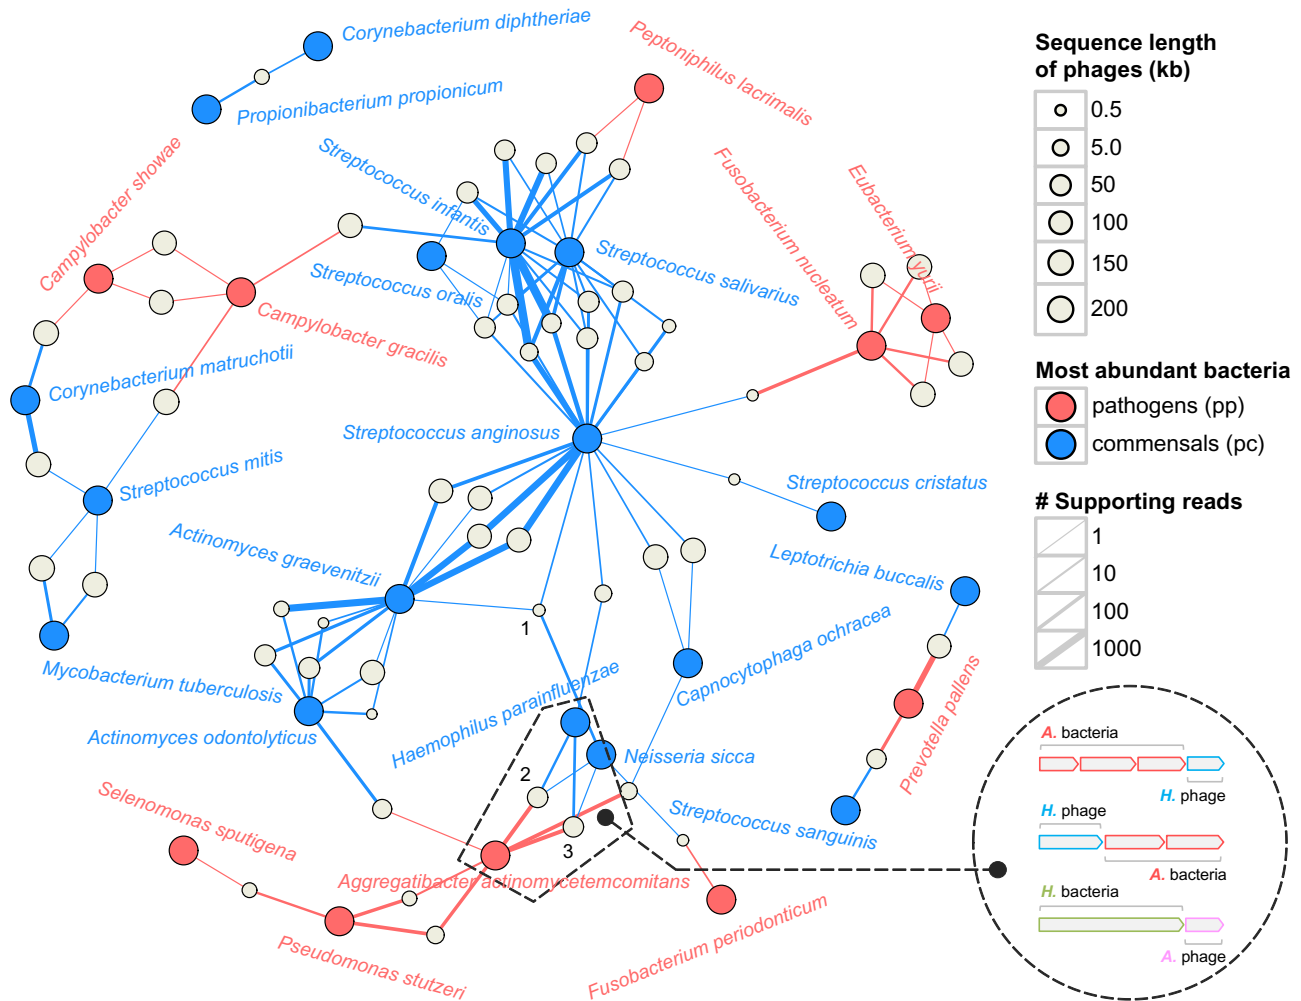 Corynebacterium diphtheriae
Propionibacterium propionicum
Peptoniphilus lacrimalis
Campylobacter showae
Streptococcus infantis
Fusobacterium nucleatum
Eubacterium yurii
Streptococcus salivarius
Streptococcus oralis
Campylobacter gracilis
Corynebacterium matruchotii
Streptococcus anginosus
Streptococcus mitis
Streptococcus cristatus
Actinomyces graevenitzii
Leptotrichia buccalis
1
Capnocytophaga ochracea
Mycobacterium tuberculosis
Haemophilus parainfluenzae
Prevotella pallens
Actinomyces odontolyticus
Neisseria sicca
2
Selenomonas sputigena
Streptococcus sanguinis
3
Aggregatibacter actinomycetemcomitans
Pseudomonas stutzeri
Fusobacterium periodonticum
Sequence length
of phages (kb)
0.5
5.0
50
100
150
200
Most abundant bacteria
pathogens (pp)
commensals (pc)
# Supporting reads
1
10
100
1000
A. bacteria
H. phage
H. phage
A. bacteria
H. bacteria
A. phage